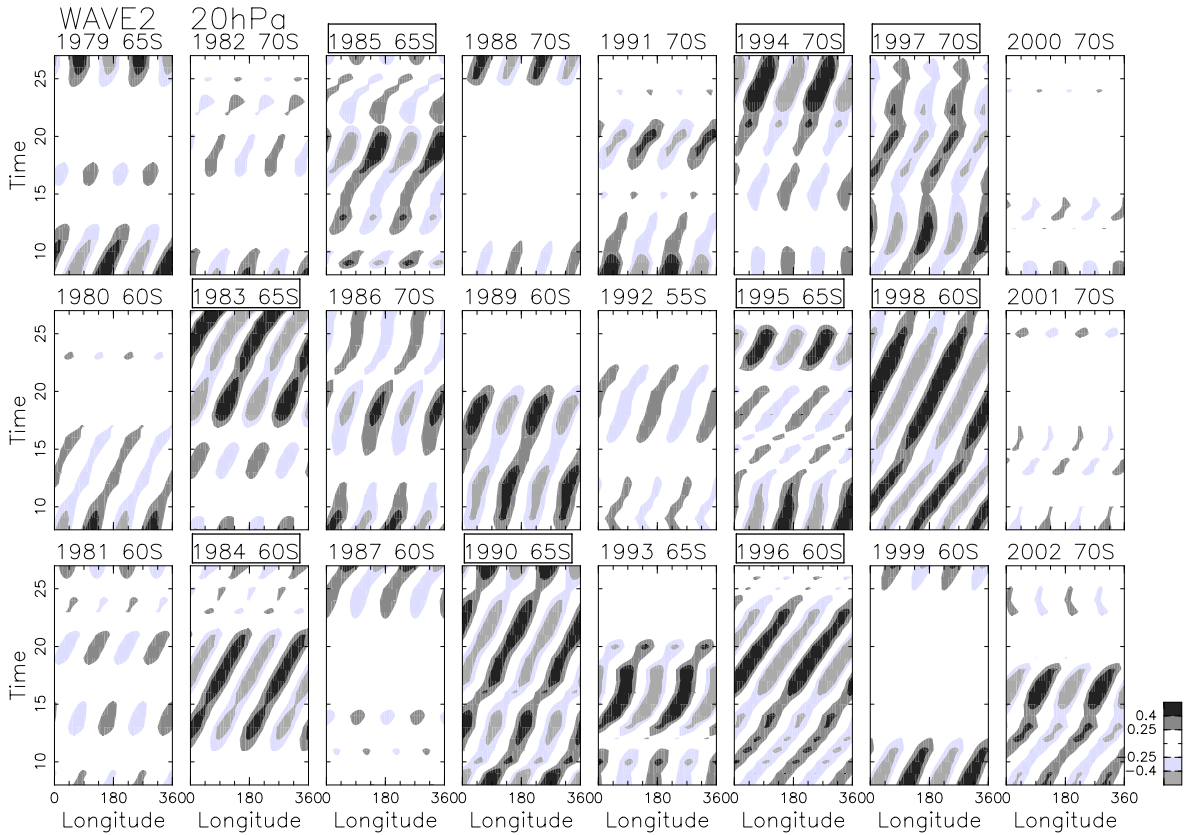 WAVE2 20hPa
1979 65S 1982 70S 1985 65S 1988 70S 1991 70S 1994 70S 1997 70S 2000 70S
25
20
15
10
Time
1980 60S 1983 65S 1986 70S 1989 60S 1992 55S 1995 65S 1998 60S 2001 70S
25
20
15
10
Time
1981 60S 1984 60S 1987 60S 1990 65S 1993 65S 1996 60S 1999 60S 2002 70S
25
20
15
10
Time
0.4
0.25
-0.25
-0.4
0 180 3600 180 3600 180 3600 180 3600 180 3600 180 3600 180 3600 180 360
Longitude Longitude Longitude Longitude Longitude Longitude Longitude Longitude